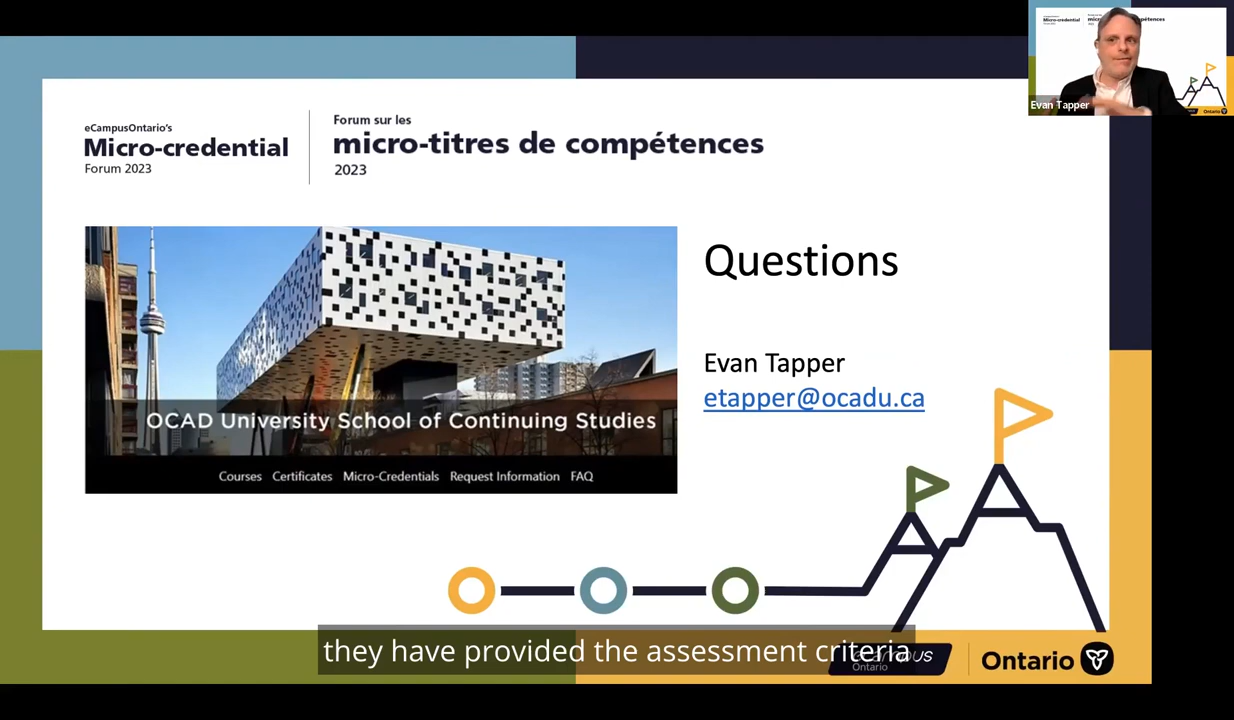 eCampusOntario's
Micro-credential
Forum 2023
Forum sur les
micro-titres de compétences
2023
Evan Tapper
Questions
Evan Tapper
etapper@ocadu.ca
OCAD University School of Continuing Studies
Courses Certificates Micro-Credentials Request Information FAQ
they have provided the assessment criteria
Ontario
Ontario